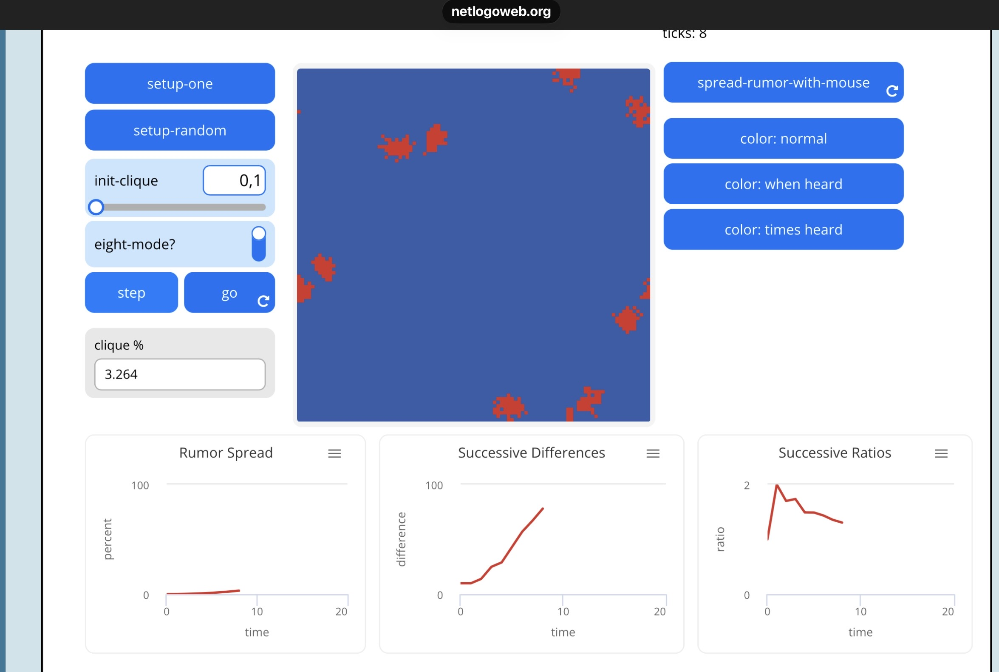 netlogoweb.org
ticks: 8
setup-one
setup-random
init-clique 0,1
eight-mode?
step go
clique %
3.264
spread-rumor-with-mouse
color: normal
color: when heard
color: times heard
Rumor Spread
100
percent
0
0 10 20
time
Successive Differences
100
difference
0
0 10 20
time
Successive Ratios
2
ratio
0
0 10 20
time